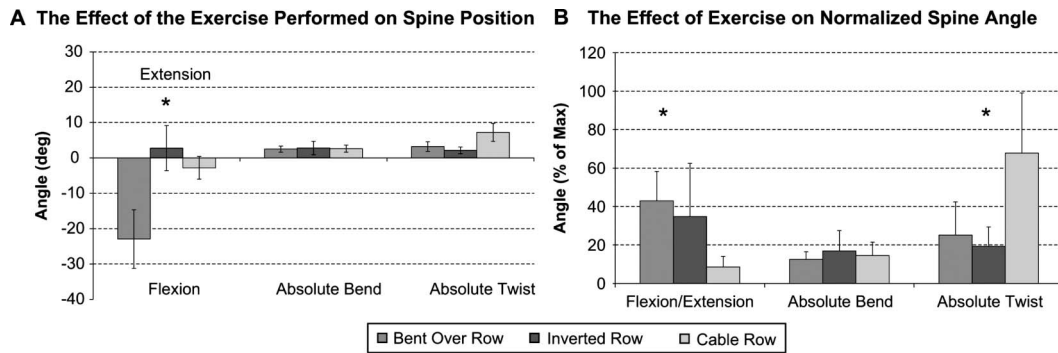 A The Effect of the Exercise Performed on Spine Position
30
20
10
0
-10
-20
-30
-40
Angle (deg)
Extension
*
Flexion
Absolute Bend
Absolute Twist
B The Effect of Exercise on Normalized Spine Angle
120
100
80
60
40
20
0
Angle (% of Max)
*
*
Flexion/Extension
Absolute Bend
Absolute Twist
Bent Over Row Inverted Row Cable Row